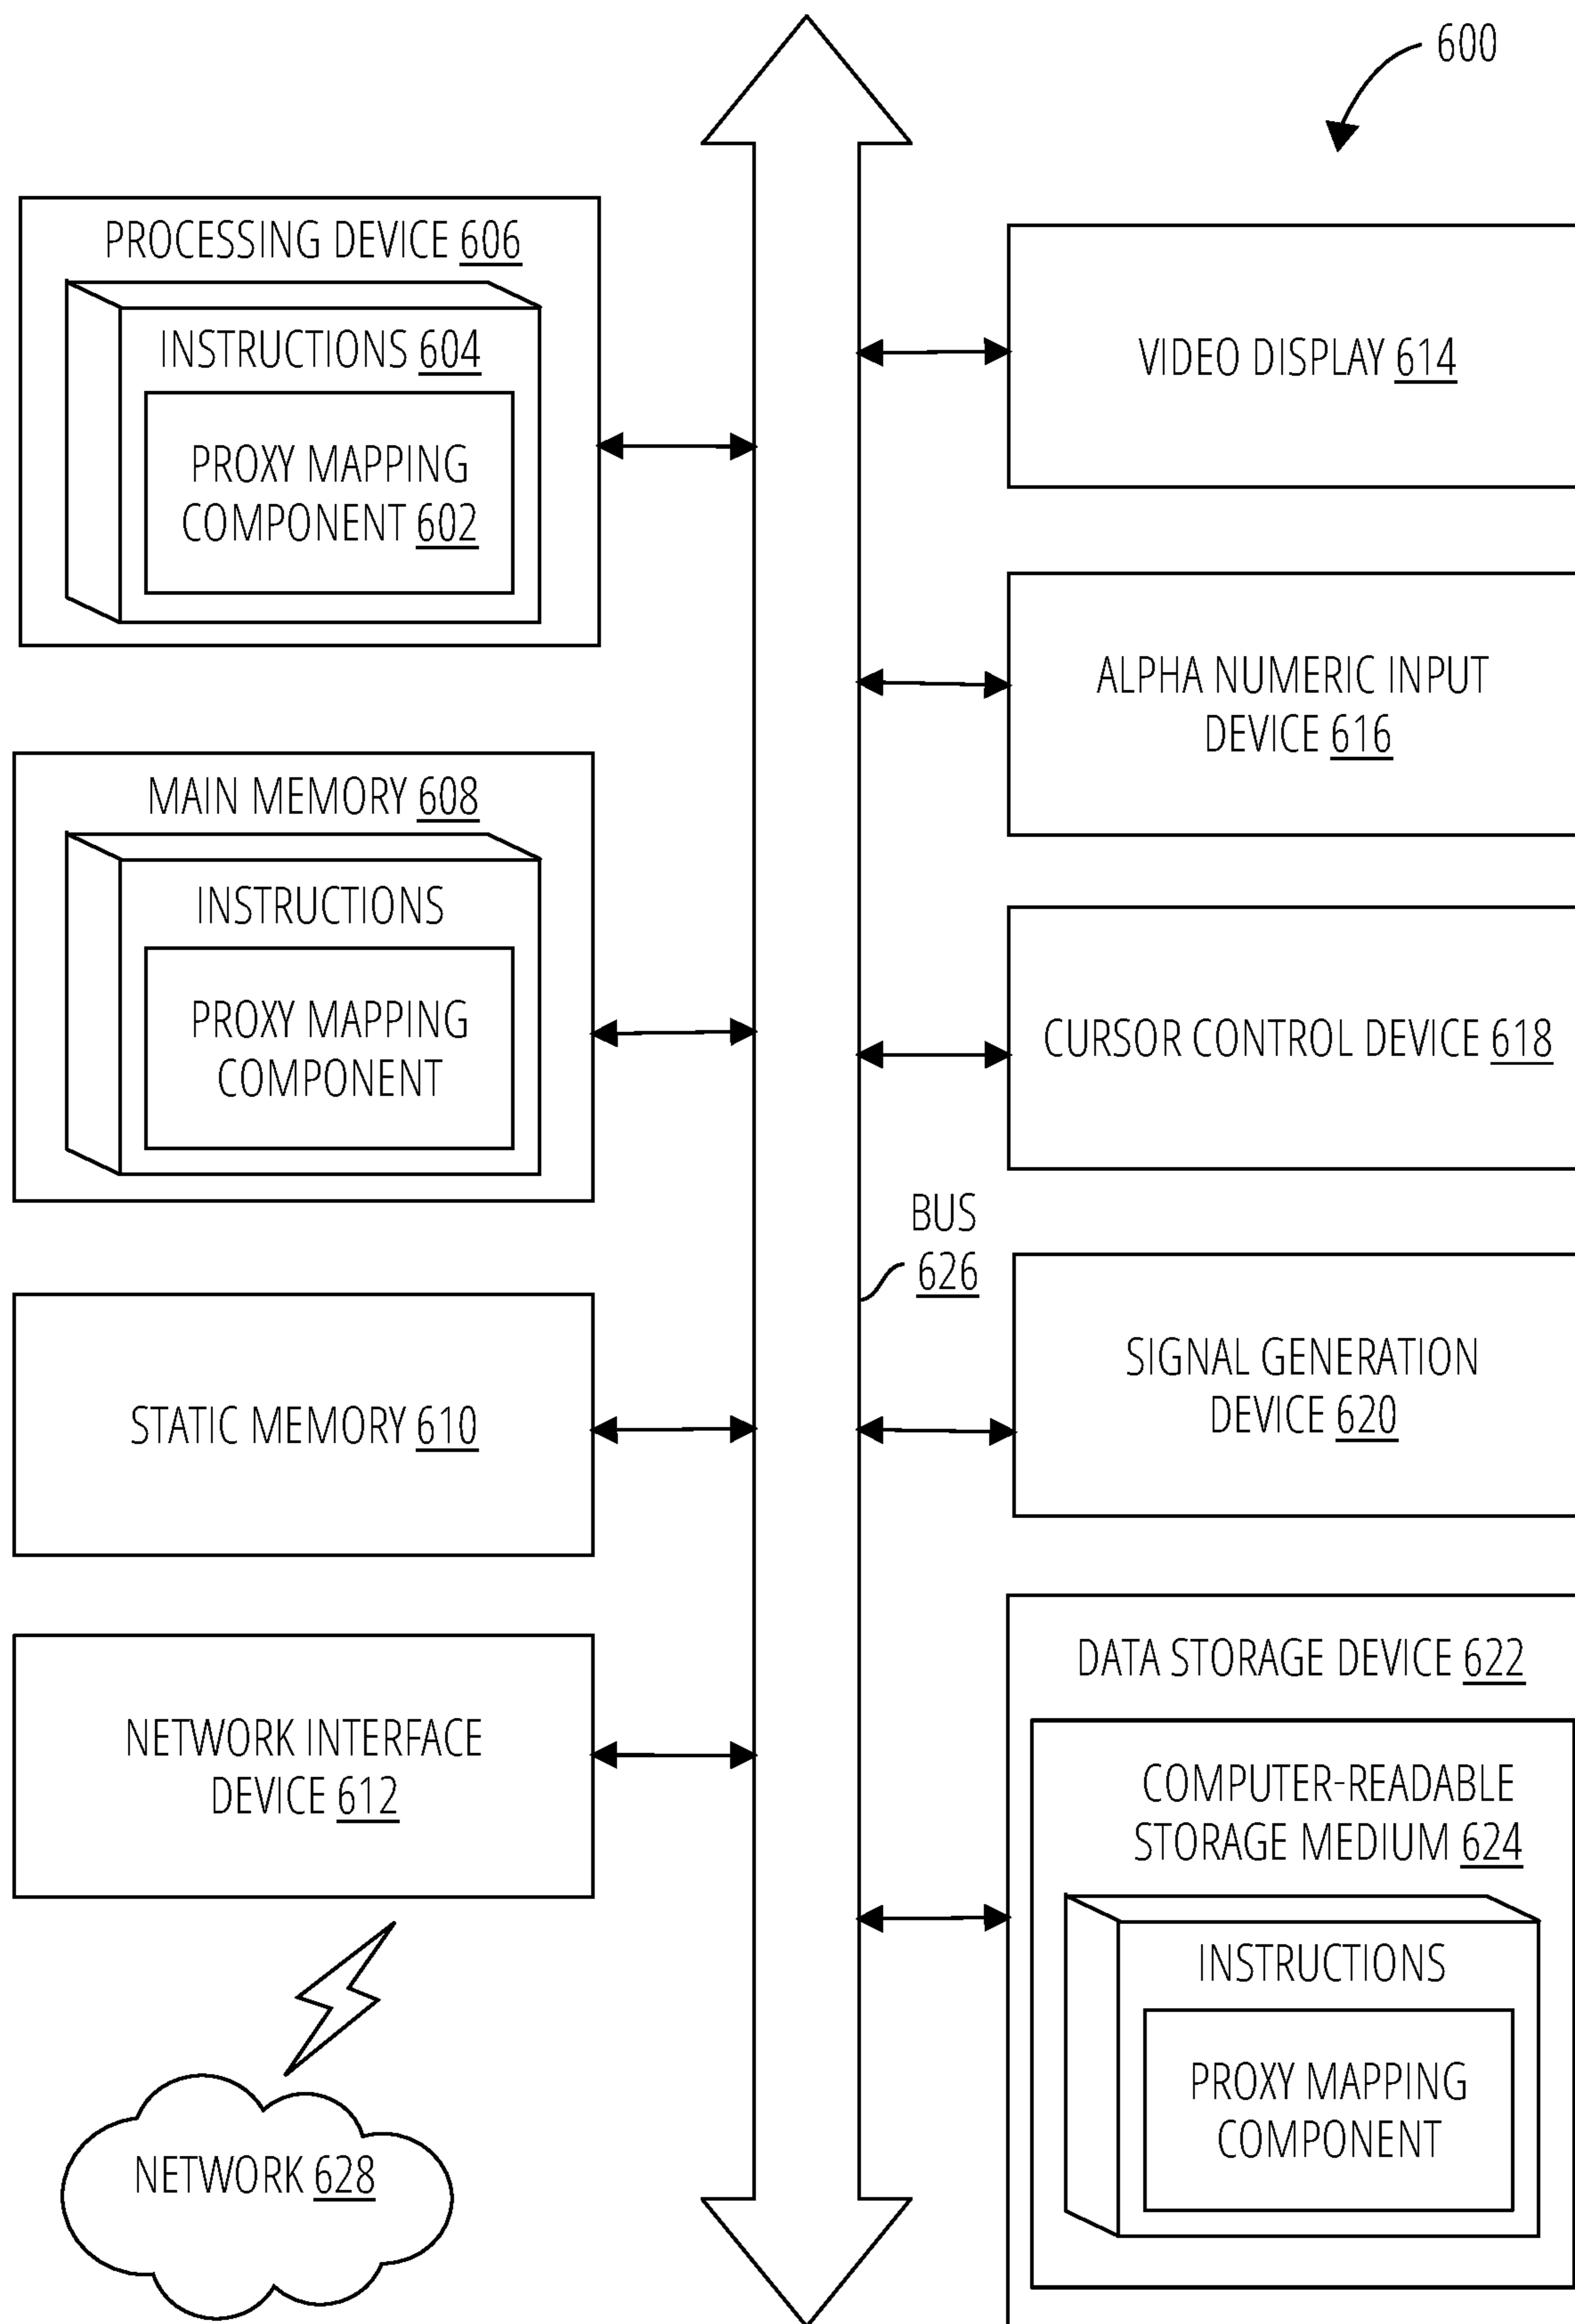 600
PROCESSING DEVICE 606
INSTRUCTIONS 604
PROXY MAPPING
COMPONENT 602
MAIN MEMORY 608
INSTRUCTIONS
PROXY MAPPING
COMPONENT
STATIC MEMORY 610
NETWORK INTERFACE
DEVICE 612
NETWORK 628
BUS
626
VIDEO DISPLAY 614
ALPHA NUMERIC INPUT
DEVICE 616
CURSOR CONTROL DEVICE 618
SIGNAL GENERATION
DEVICE 620
DATA STORAGE DEVICE 622
COMPUTER-READABLE
STORAGE MEDIUM 624
INSTRUCTIONS
PROXY MAPPING
COMPONENT